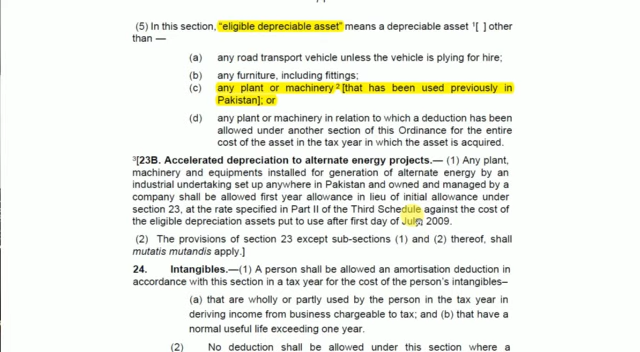 (5) In this section, "eligible depreciable asset" means a depreciable asset ¹[ ] other
than —
(a) any road transport vehicle unless the vehicle is plying for hire;
(b) any furniture, including fittings;
(c) any plant or machinery ² [that has been used previously in
Pakistan]; or
(d) any plant or machinery in relation to which a deduction has been
allowed under another section of this Ordinance for the entire
cost of the asset in the tax year in which the asset is acquired.
³[23B. Accelerated depreciation to alternate energy projects.— (1) Any plant,
machinery and equipments installed for generation of alternate energy by an
industrial undertaking set up anywhere in Pakistan and owned and managed by a
company shall be allowed first year allowance in lieu of initial allowance under
section 23, at the rate specified in Part II of the Third Schedule against the cost of
the eligible depreciation assets put to use after first day of July, 2009.
(2) The provisions of section 23 except sub-sections (1) and (2) thereof, shall
mutatis mutandis apply.]
24. Intangibles.—(1) A person shall be allowed an amortisation deduction in
accordance with this section in a tax year for the cost of the person's intangibles–
(a) that are wholly or partly used by the person in the tax year in
deriving income from business chargeable to tax; and (b) that have a
normal useful life exceeding one year.
(2) No deduction shall be allowed under this section where a